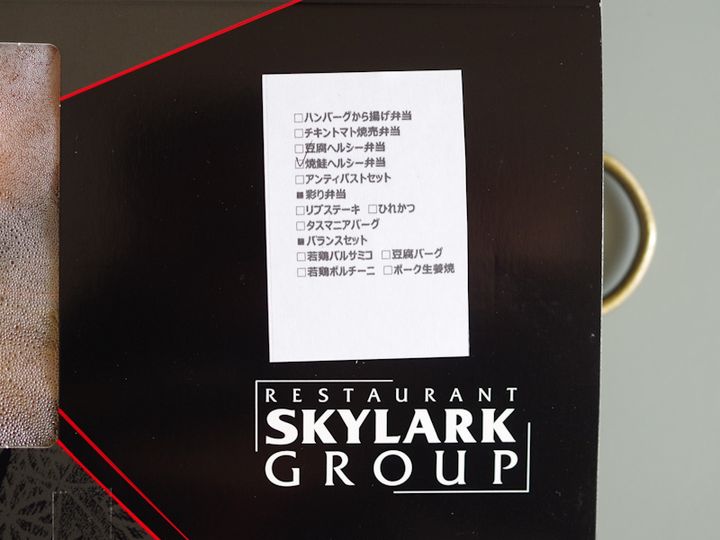 □ハンバーグから揚げ弁当
□チキントマト焼売弁当
□豆腐ヘルシー弁当
☑焼鮭ヘルシー弁当
□アンティパストセット
■彩り弁当
□リブステーキ □ひれかつ
□タスマニアバーグ
■バランスセット
□若鶏バルサミコ □豆腐バーグ
□若鶏ポルチーニ □ポーク生姜焼
RESTAURANT
SKYLARK
GROUP